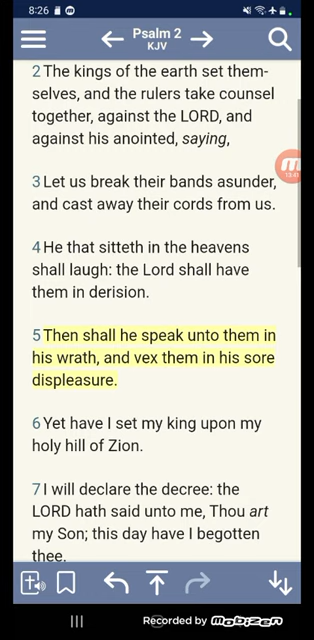 8:26
Psalm 2
KJV
2 The kings of the earth set them-
selves, and the rulers take counsel
together, against the LORD, and
against his anointed, saying,
3 Let us break their bands asunder,
and cast away their cords from us.
4 He that sitteth in the heavens
shall laugh: the Lord shall have
them in derision.
5 Then shall he speak unto them in
his wrath, and vex them in his sore
displeasure.
6 Yet have I set my king upon my
holy hill of Zion.
7 I will declare the decree: the
LORD hath said unto me, Thou art
my Son; this day have I begotten
thee.
Recorded by Mobizen